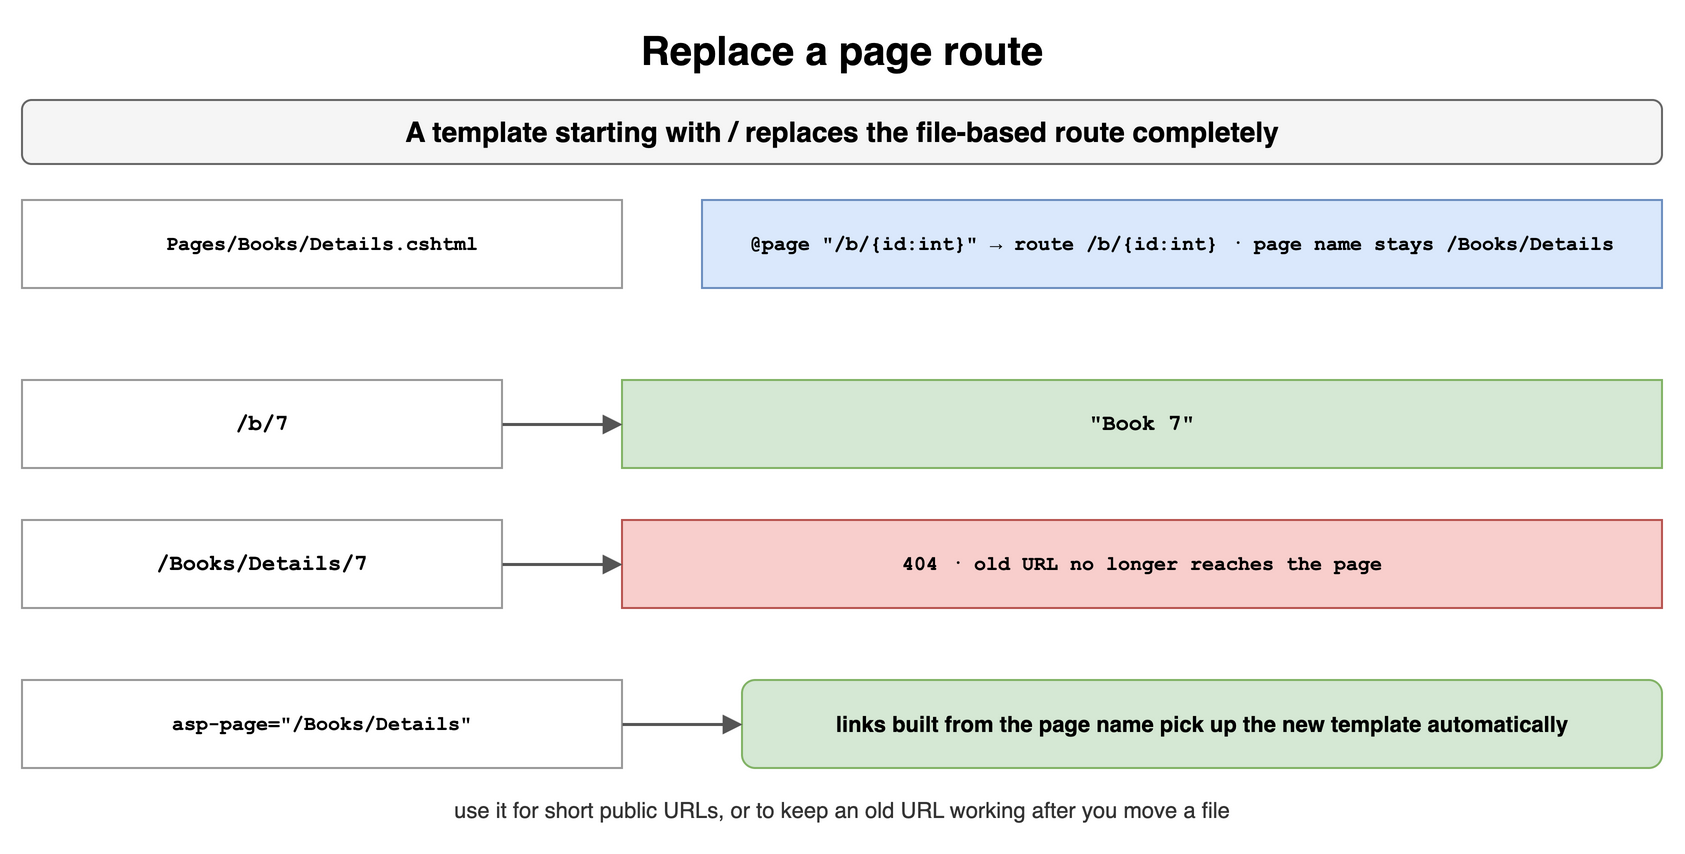 Replace a page route
A template starting with / replaces the file-based route completely
Pages/Books/Details.cshtml
@page "/b/{id:int}" → route /b/{id:int} · page name stays /Books/Details
/b/7
"Book 7"
/Books/Details/7
404 · old URL no longer reaches the page
asp-page="/Books/Details"
links built from the page name pick up the new template automatically
use it for short public URLs, or to keep an old URL working after you move a file